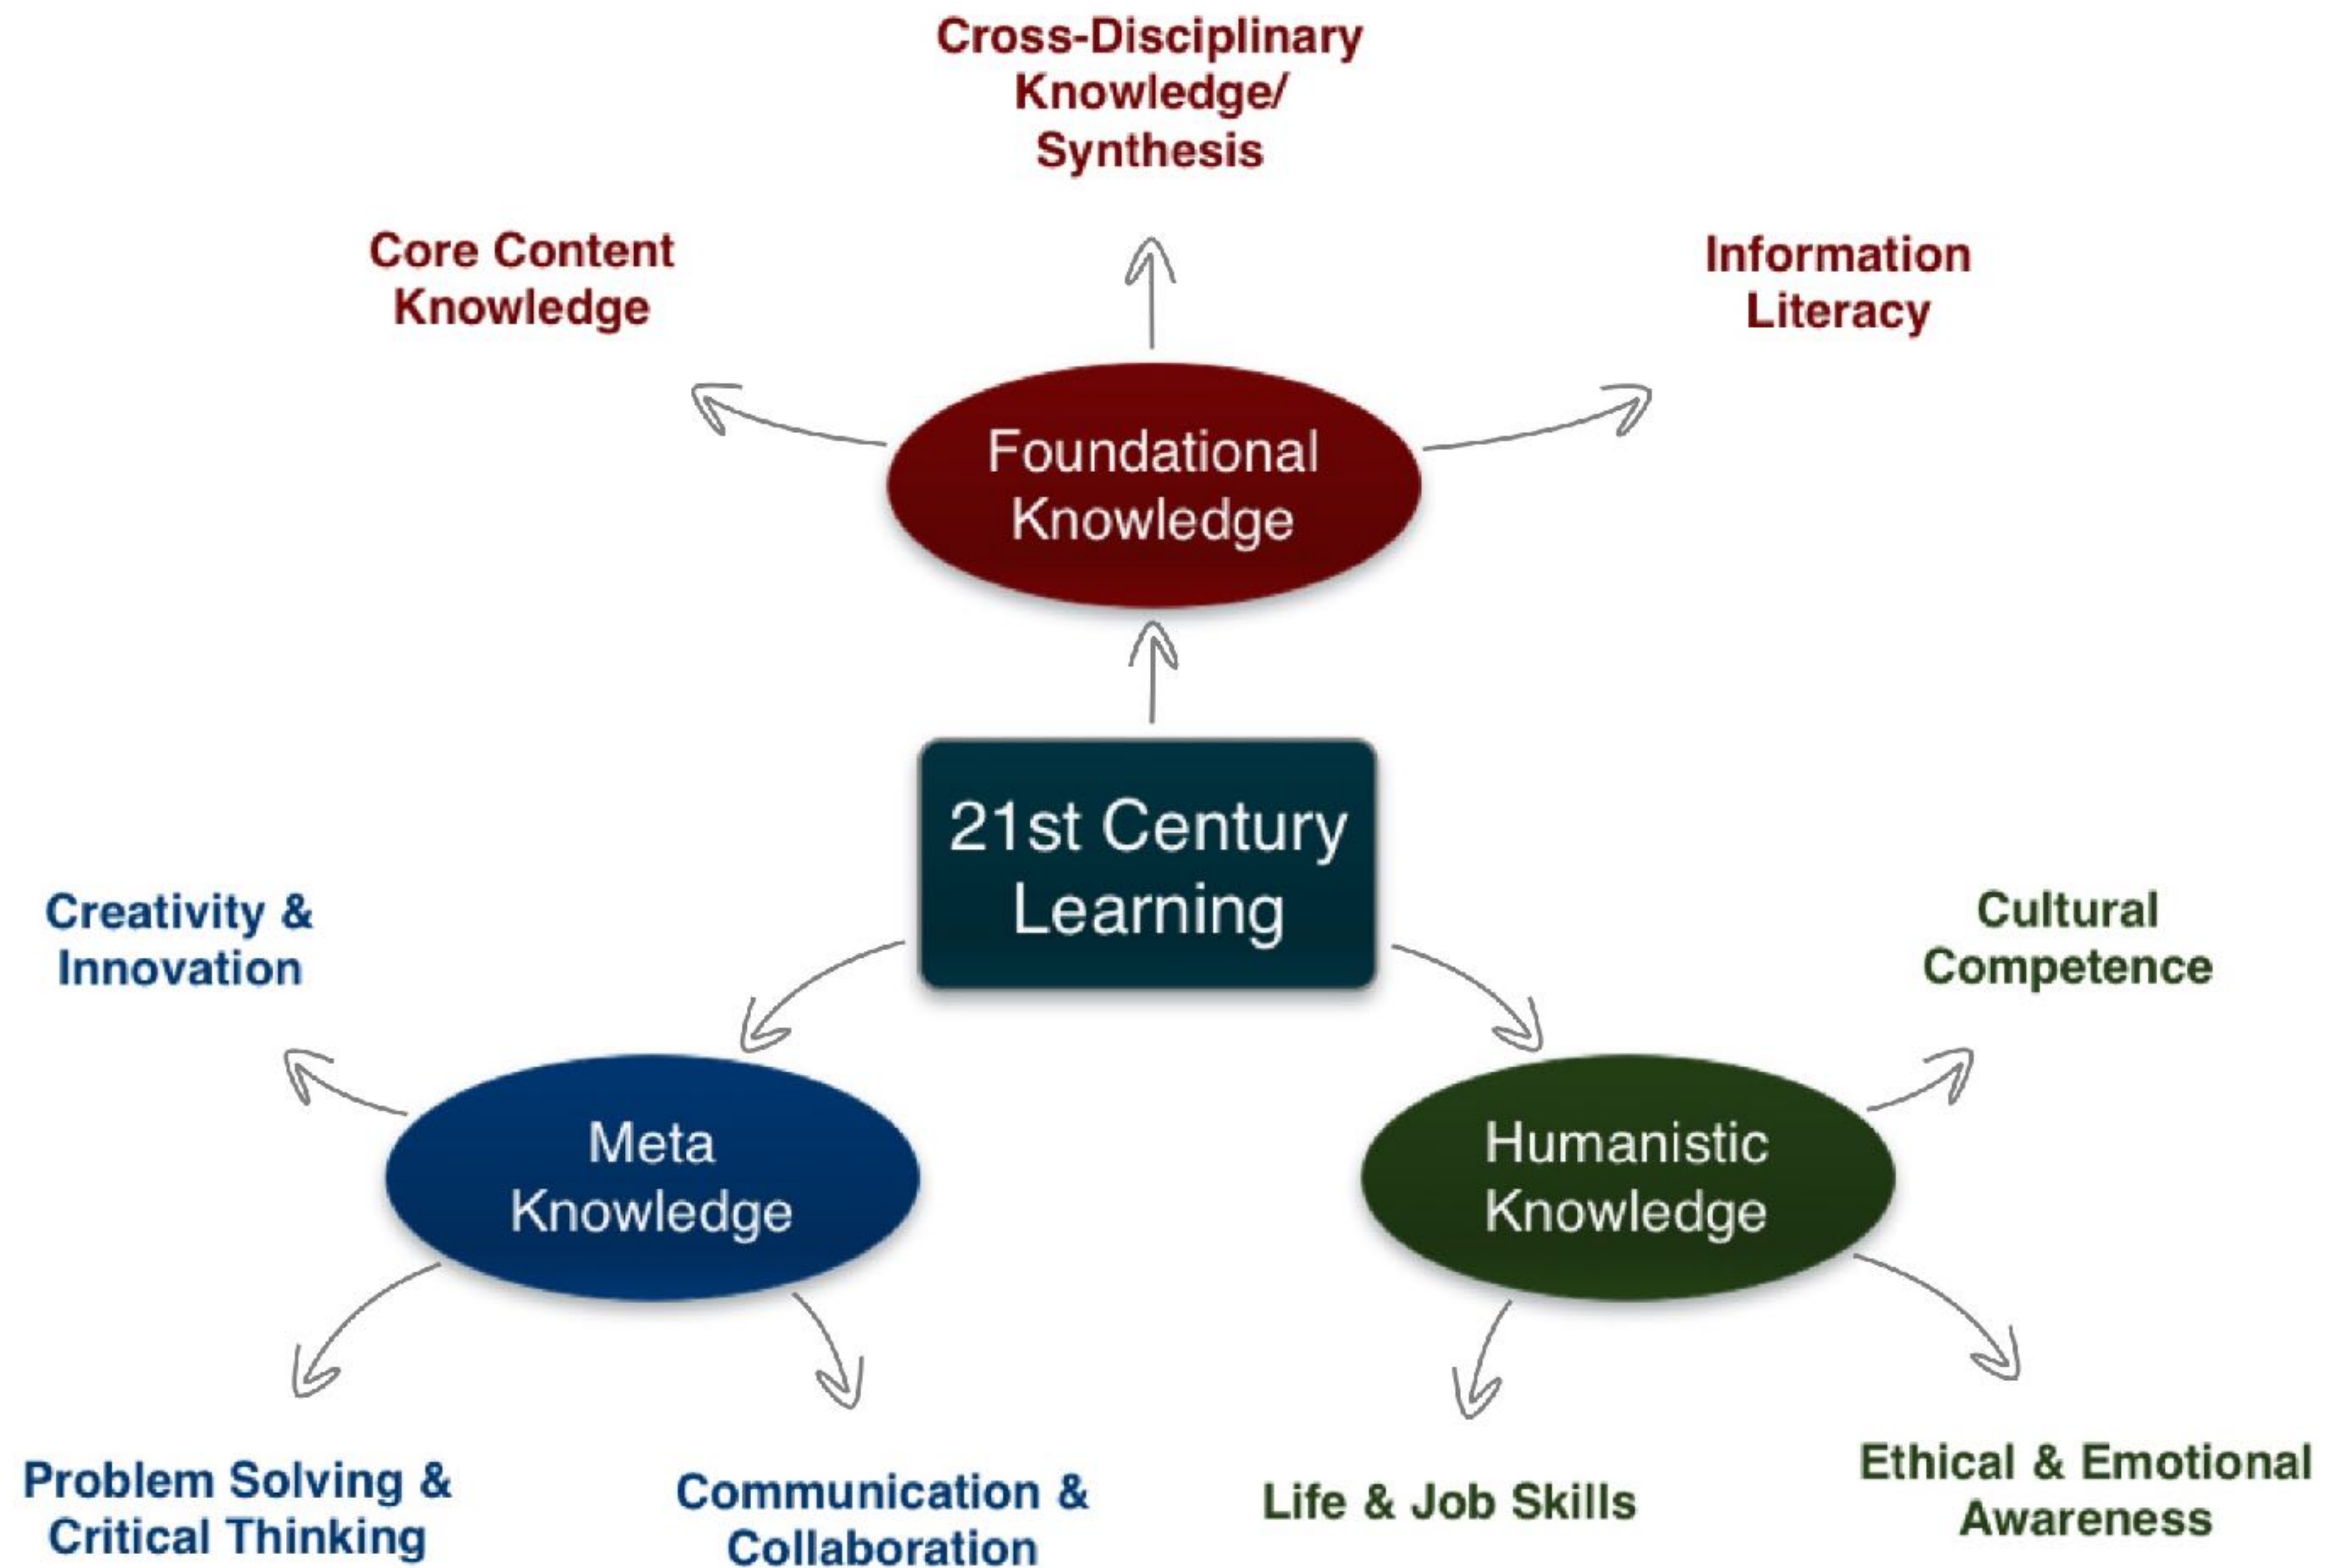 Cross-Disciplinary
Knowledge/
Synthesis
Core Content
Knowledge
Information
Literacy
Foundational
Knowledge
21st Century
Learning
Creativity &
Innovation
Cultural
Competence
Meta
Knowledge
Humanistic
Knowledge
Problem Solving &
Critical Thinking
Communication &
Collaboration
Life & Job Skills
Ethical & Emotional
Awareness